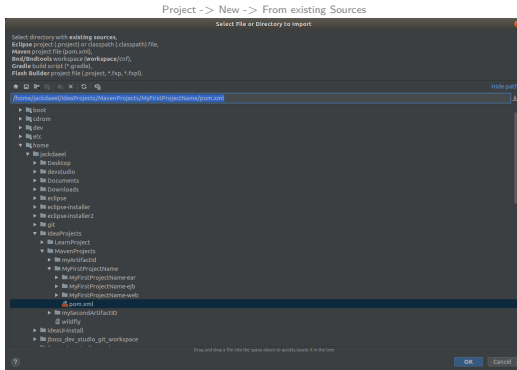 Project -> New -> From existing Sources
Select File or Directory to Import
Select directory with existing sources,
Eclipse project (.project) or classpath (.classpath) file,
Maven project file (pom.xml),
Bnd/Bndtools workspace (workspace/cnf),
Gradle build script (*.gradle),
Flash Builder project file (.project, *.fxp, *.fxpl).
Hide path
/home/jackdaeel/IdeaProjects/MavenProjects/MyFirstProjectName/pom.xml
boot
cdrom
dev
etc
home
jackdaeel
Desktop
devstudio
Documents
Downloads
eclipse
eclipse-installer
eclipse-installer2
git
IdeaProjects
LearnProject
MavenProjects
myArtifactId
MyFirstProjectName
MyFirstProjectName-ear
MyFirstProjectName-ejb
MyFirstProjectName-web
pom.xml
mySecondArtifactID
wildfly
ideaUI-install
jboss_dev_studio_git_workspace
Drag and drop a file into the space above to quickly locate it in the tree
?
OK
Cancel